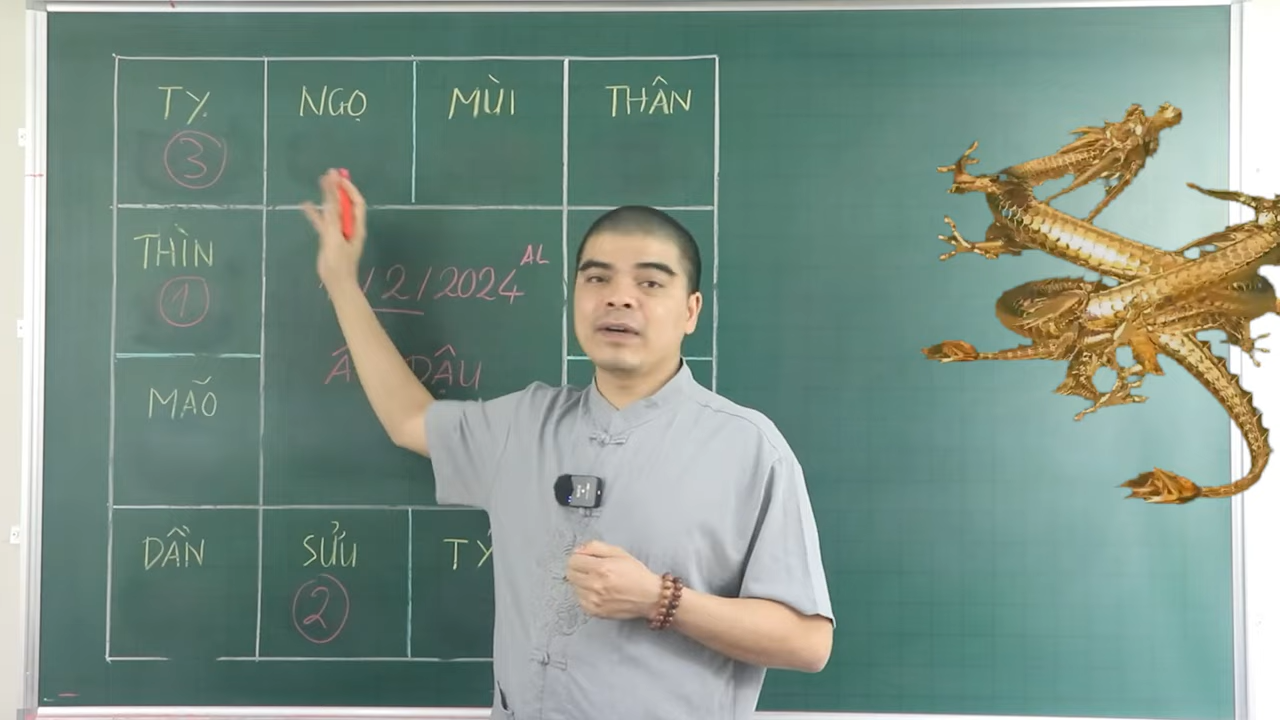 TỴ NGỌ MÙI THÂN
3
THÌN
1
/2/2024 AL
DẬU
MÃO
DẦN SỬU TÝ
2